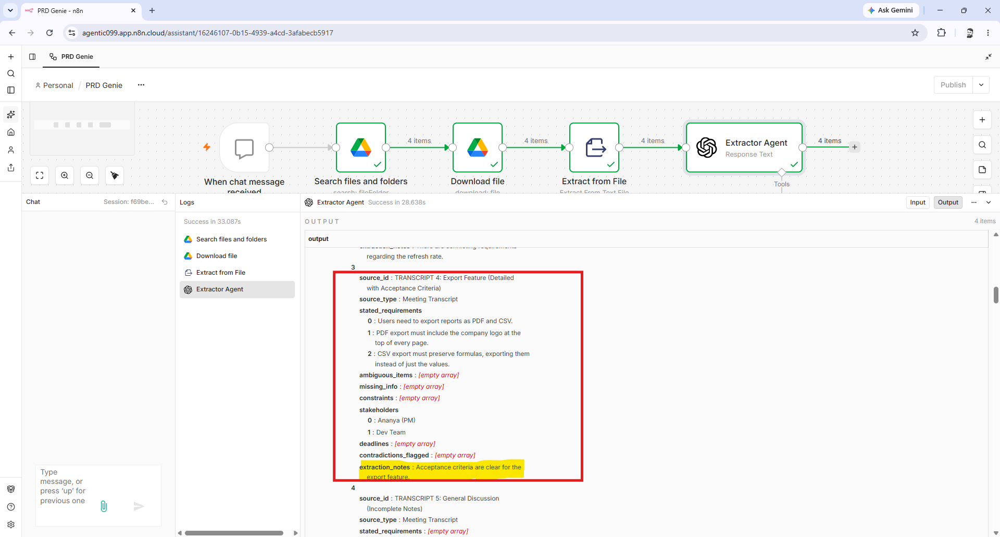 PRD Genie - n8n
Ask Gemini
agentic099.app.n8n.cloud/assistant/16246107-0b15-4939-a4cd-3afabecb5917
PRD Genie
Personal / PRD Genie
Publish
4 items
4 items
4 items
4 items
Extractor Agent
Response Text
When chat message
received
Search files and folders
search: fileFolder
Download file
download: file
Extract from File
Extract From Text File
Tools
Chat
Session: f69be...
Logs
Extractor Agent Success in 28.638s
Input
Output
Success in 33.087s
OUTPUT
4 items
Search files and folders
Download file
Extract from File
Extractor Agent
output
extraction_notes : There are conflicting requirements
regarding the refresh rate.
3
source_id : TRANSCRIPT 4: Export Feature (Detailed
with Acceptance Criteria)
source_type : Meeting Transcript
stated_requirements
0 : Users need to export reports as PDF and CSV.
1 : PDF export must include the company logo at the
top of every page.
2 : CSV export must preserve formulas, exporting them
instead of just the values.
ambiguous_items : [empty array]
missing_info : [empty array]
constraints : [empty array]
stakeholders
0 : Ananya (PM)
1 : Dev Team
deadlines : [empty array]
contradictions_flagged : [empty array]
extraction_notes : Acceptance criteria are clear for the
export feature.
4
source_id : TRANSCRIPT 5: General Discussion
(Incomplete Notes)
source_type : Meeting Transcript
stated_requirements : [empty array]
Type
message, or
press ‘up’ for
previous one